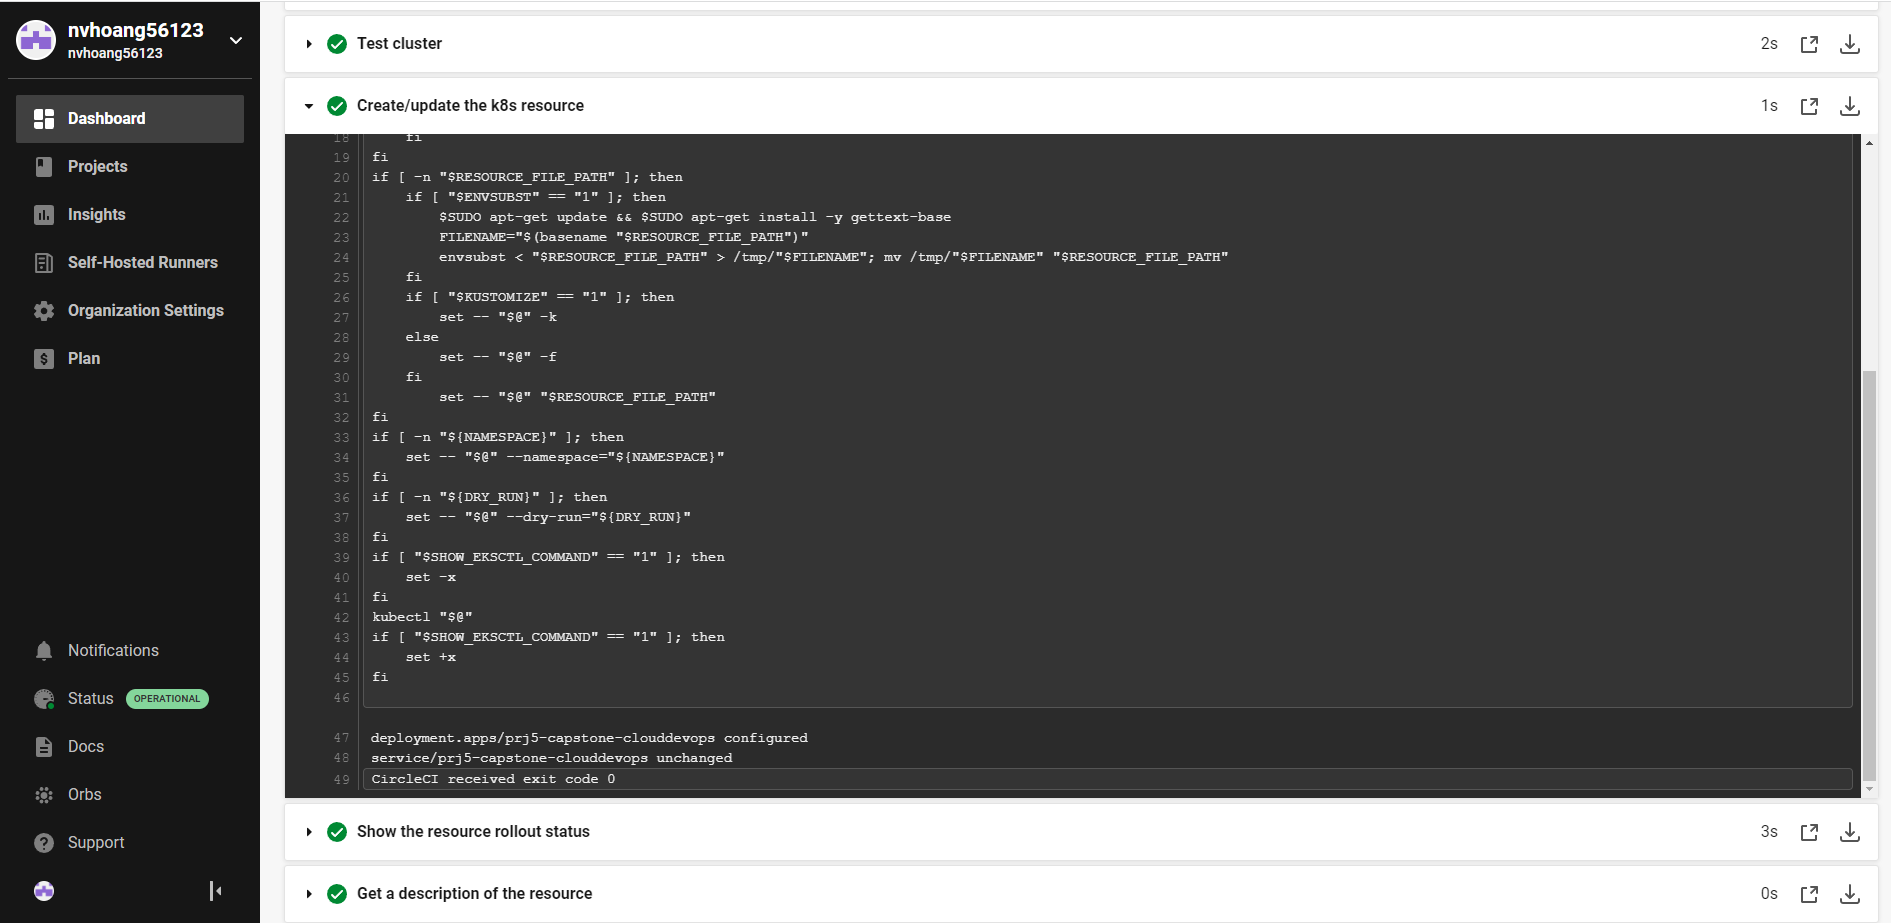 nvhoang56123
nvhoang56123
Dashboard
Projects
Insights
Self-Hosted Runners
Organization Settings
Plan
Notifications
Status OPERATIONAL
Docs
Orbs
Support
Test cluster 2s
Create/update the k8s resource 1s
18         fi
19 fi
20 if [ -n "$RESOURCE_FILE_PATH" ]; then
21     if [ "$ENVSUBST" == "1" ]; then
22         $SUDO apt-get update && $SUDO apt-get install -y gettext-base
23         FILENAME="$(basename "$RESOURCE_FILE_PATH")"
24         envsubst < "$RESOURCE_FILE_PATH" > /tmp/"$FILENAME"; mv /tmp/"$FILENAME" "$RESOURCE_FILE_PATH"
25     fi
26     if [ "$KUSTOMIZE" == "1" ]; then
27         set -- "$@" -k
28     else
29         set -- "$@" -f
30     fi
31         set -- "$@" "$RESOURCE_FILE_PATH"
32 fi
33 if [ -n "${NAMESPACE}" ]; then
34     set -- "$@" --namespace="${NAMESPACE}"
35 fi
36 if [ -n "${DRY_RUN}" ]; then
37     set -- "$@" --dry-run="${DRY_RUN}"
38 fi
39 if [ "$SHOW_EKSCTL_COMMAND" == "1" ]; then
40     set -x
41 fi
42 kubectl "$@"
43 if [ "$SHOW_EKSCTL_COMMAND" == "1" ]; then
44     set +x
45 fi
46
47 deployment.apps/prj5-capstone-clouddevops configured
48 service/prj5-capstone-clouddevops unchanged
49 CircleCI received exit code 0
Show the resource rollout status 3s
Get a description of the resource 0s